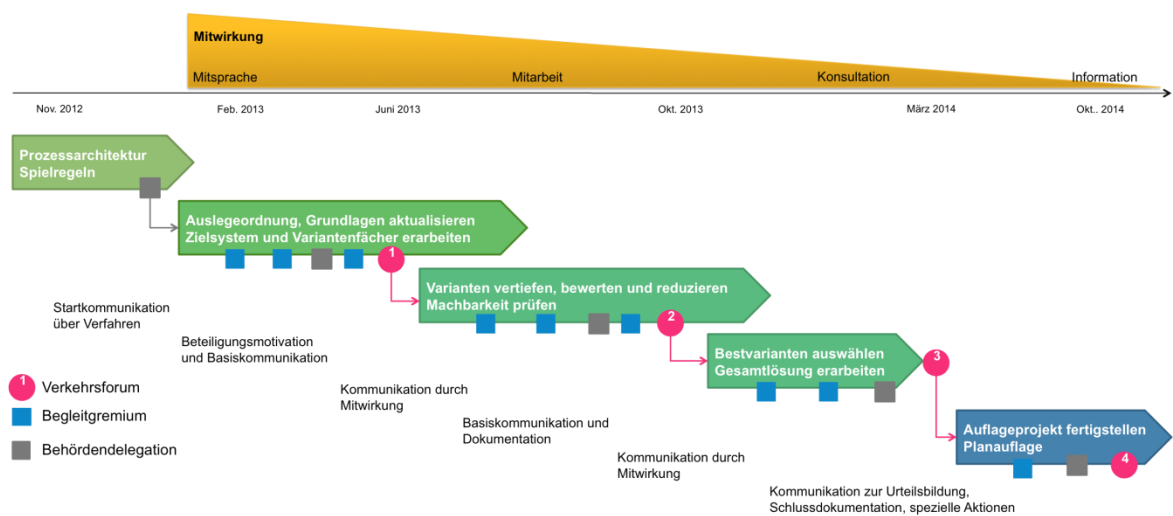 Mitwirkung
Mitsprache
Mitarbeit
Konsultation
Information
Nov. 2012
Feb. 2013
Juni 2013
Okt. 2013
März 2014
Okt.. 2014
Prozessarchitektur
Spielregeln
Auslegeordnung, Grundlagen aktualisieren
Zielsystem und Variantenfächer erarbeiten
1
Varianten vertiefen, bewerten und reduzieren
Machbarkeit prüfen
2
Bestvarianten auswählen
Gesamtlösung erarbeiten
3
Auflageprojekt fertigstellen
Planauflage
4
Startkommunikation
über Verfahren
Beteiligungsmotivation
und Basiskommunikation
Kommunikation durch
Mitwirkung
Basiskommunikation und
Dokumentation
Kommunikation durch
Mitwirkung
Kommunikation zur Urteilsbildung,
Schlussdokumentation, spezielle Aktionen
1 Verkehrsforum
Begleitgremium
Behördendelegation